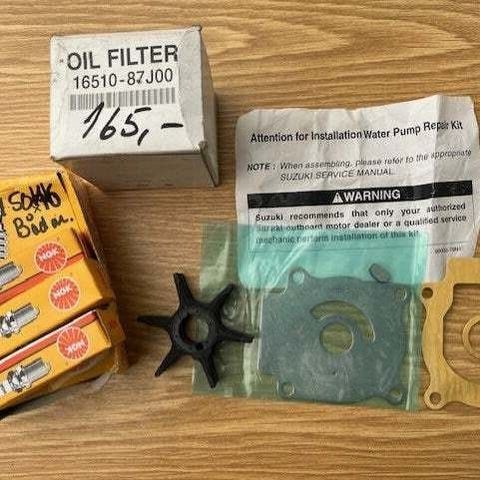 OIL FILTER
16510-87J00
165,-
Attention for Installation Water Pump Repair Kit
NOTE : When assembling, please refer to the appropriate
SUZUKI SERVICE MANUAL.
WARNING
Suzuki recommends that only your authorized
Suzuki outboard motor dealer or a qualified service
mechanic perform installation of this kit.
NGK
NGK
NGK